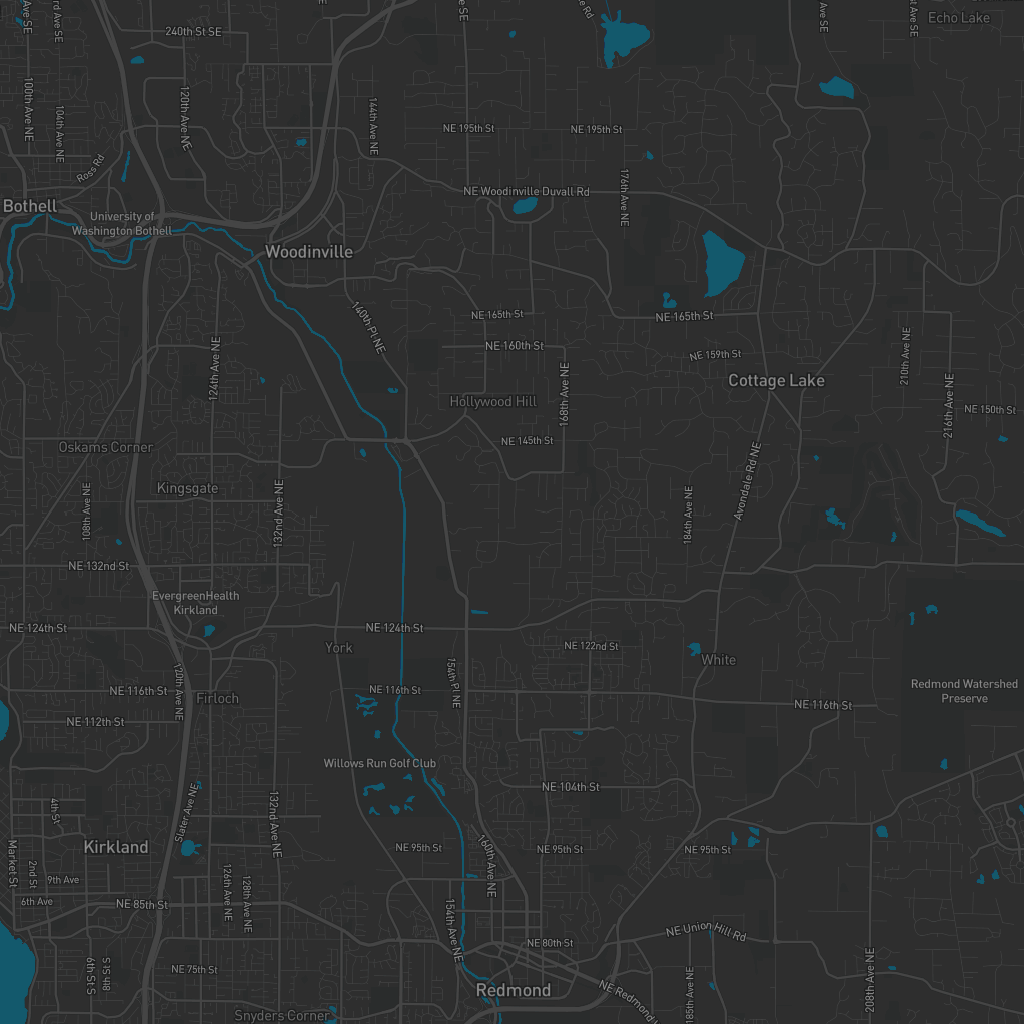 240th St SE
Echo Lake
100th Ave NE
104th Ave NE
120th Ave NE
144th Ave NE
NE 195th St
NE 195th St
Ross Rd
176th Ave NE
NE Woodinville Duvall Rd
Bothell
University of
Washington Bothell
Woodinville
140th Pl NE
NE 165th St
NE 165th St
NE 160th St
NE 159th St
210th Ave NE
124th Ave NE
168th Ave NE
Cottage Lake
216th Ave NE
Hollywood Hill
NE 150th St
NE 145th St
Oskams Corner
Avondale Rd NE
Kingsgate
108th Ave NE
132nd Ave NE
184th Ave NE
NE 132nd St
EvergreenHealth
Kirkland
NE 124th St
NE 124th St
York
NE 122nd St
White
120th Ave NE
154th Pl NE
NE 116th St
NE 116th St
Firloch
NE 116th St
Redmond Watershed
Preserve
NE 112th St
Willows Run Golf Club
NE 104th St
4th St
Slater Ave NE
132nd Ave NE
Kirkland
Market St
2nd St
NE 95th St
160th Ave NE
NE 95th St
NE 95th St
9th Ave
6th Ave
126th Ave NE
128th Ave NE
NE 85th St
154th Ave NE
NE 80th St
NE Union Hill Rd
6th St S
8th St S
NE 75th St
185th Ave NE
208th Ave NE
Redmond
NE Redmond
Snyders Corner